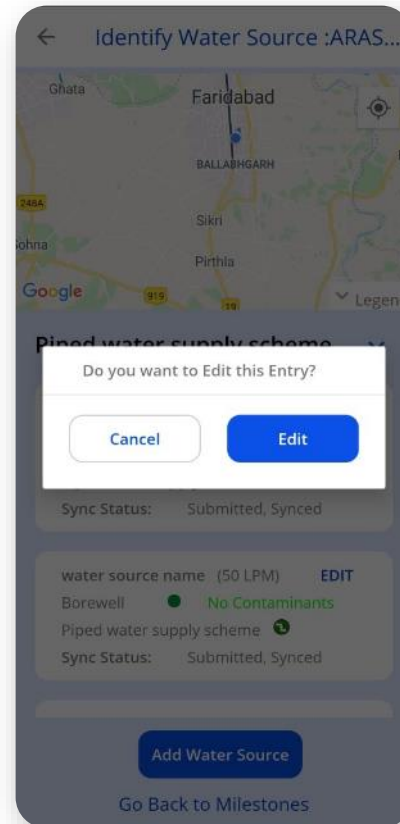 Identify Water Source :ARAS...
Ghata
Faridabad
BALLABHGARH
248A
Sikri
Sohna
Pirthla
Google
919
19
Legen
Piped water supply scheme
Do you want to Edit this Entry?
Cancel
Edit
Sync Status: Submitted, Synced
water source name (50 LPM) EDIT
Borewell No Contaminants
Piped water supply scheme
Sync Status: Submitted, Synced
Add Water Source
Go Back to Milestones